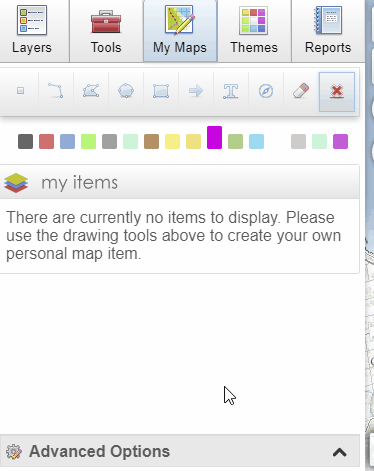 Layers Tools My Maps Themes Reports
T
my items
There are currently no items to display. Please
use the drawing tools above to create your own
personal map item.
Advanced Options